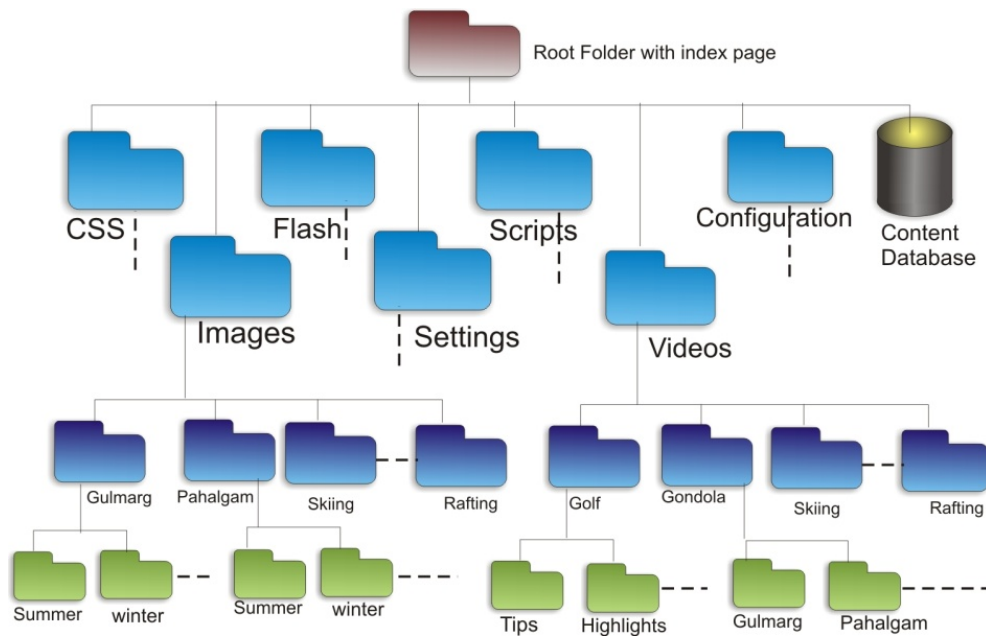 Root Folder with index page
CSS
Flash
Scripts
Configuration
Content
Database
Images
Settings
Videos
Gulmarg
Pahalgam
Skiing
Rafting
Golf
Gondola
Skiing
Rafting
Summer
winter
Summer
winter
Tips
Highlights
Gulmarg
Pahalgam